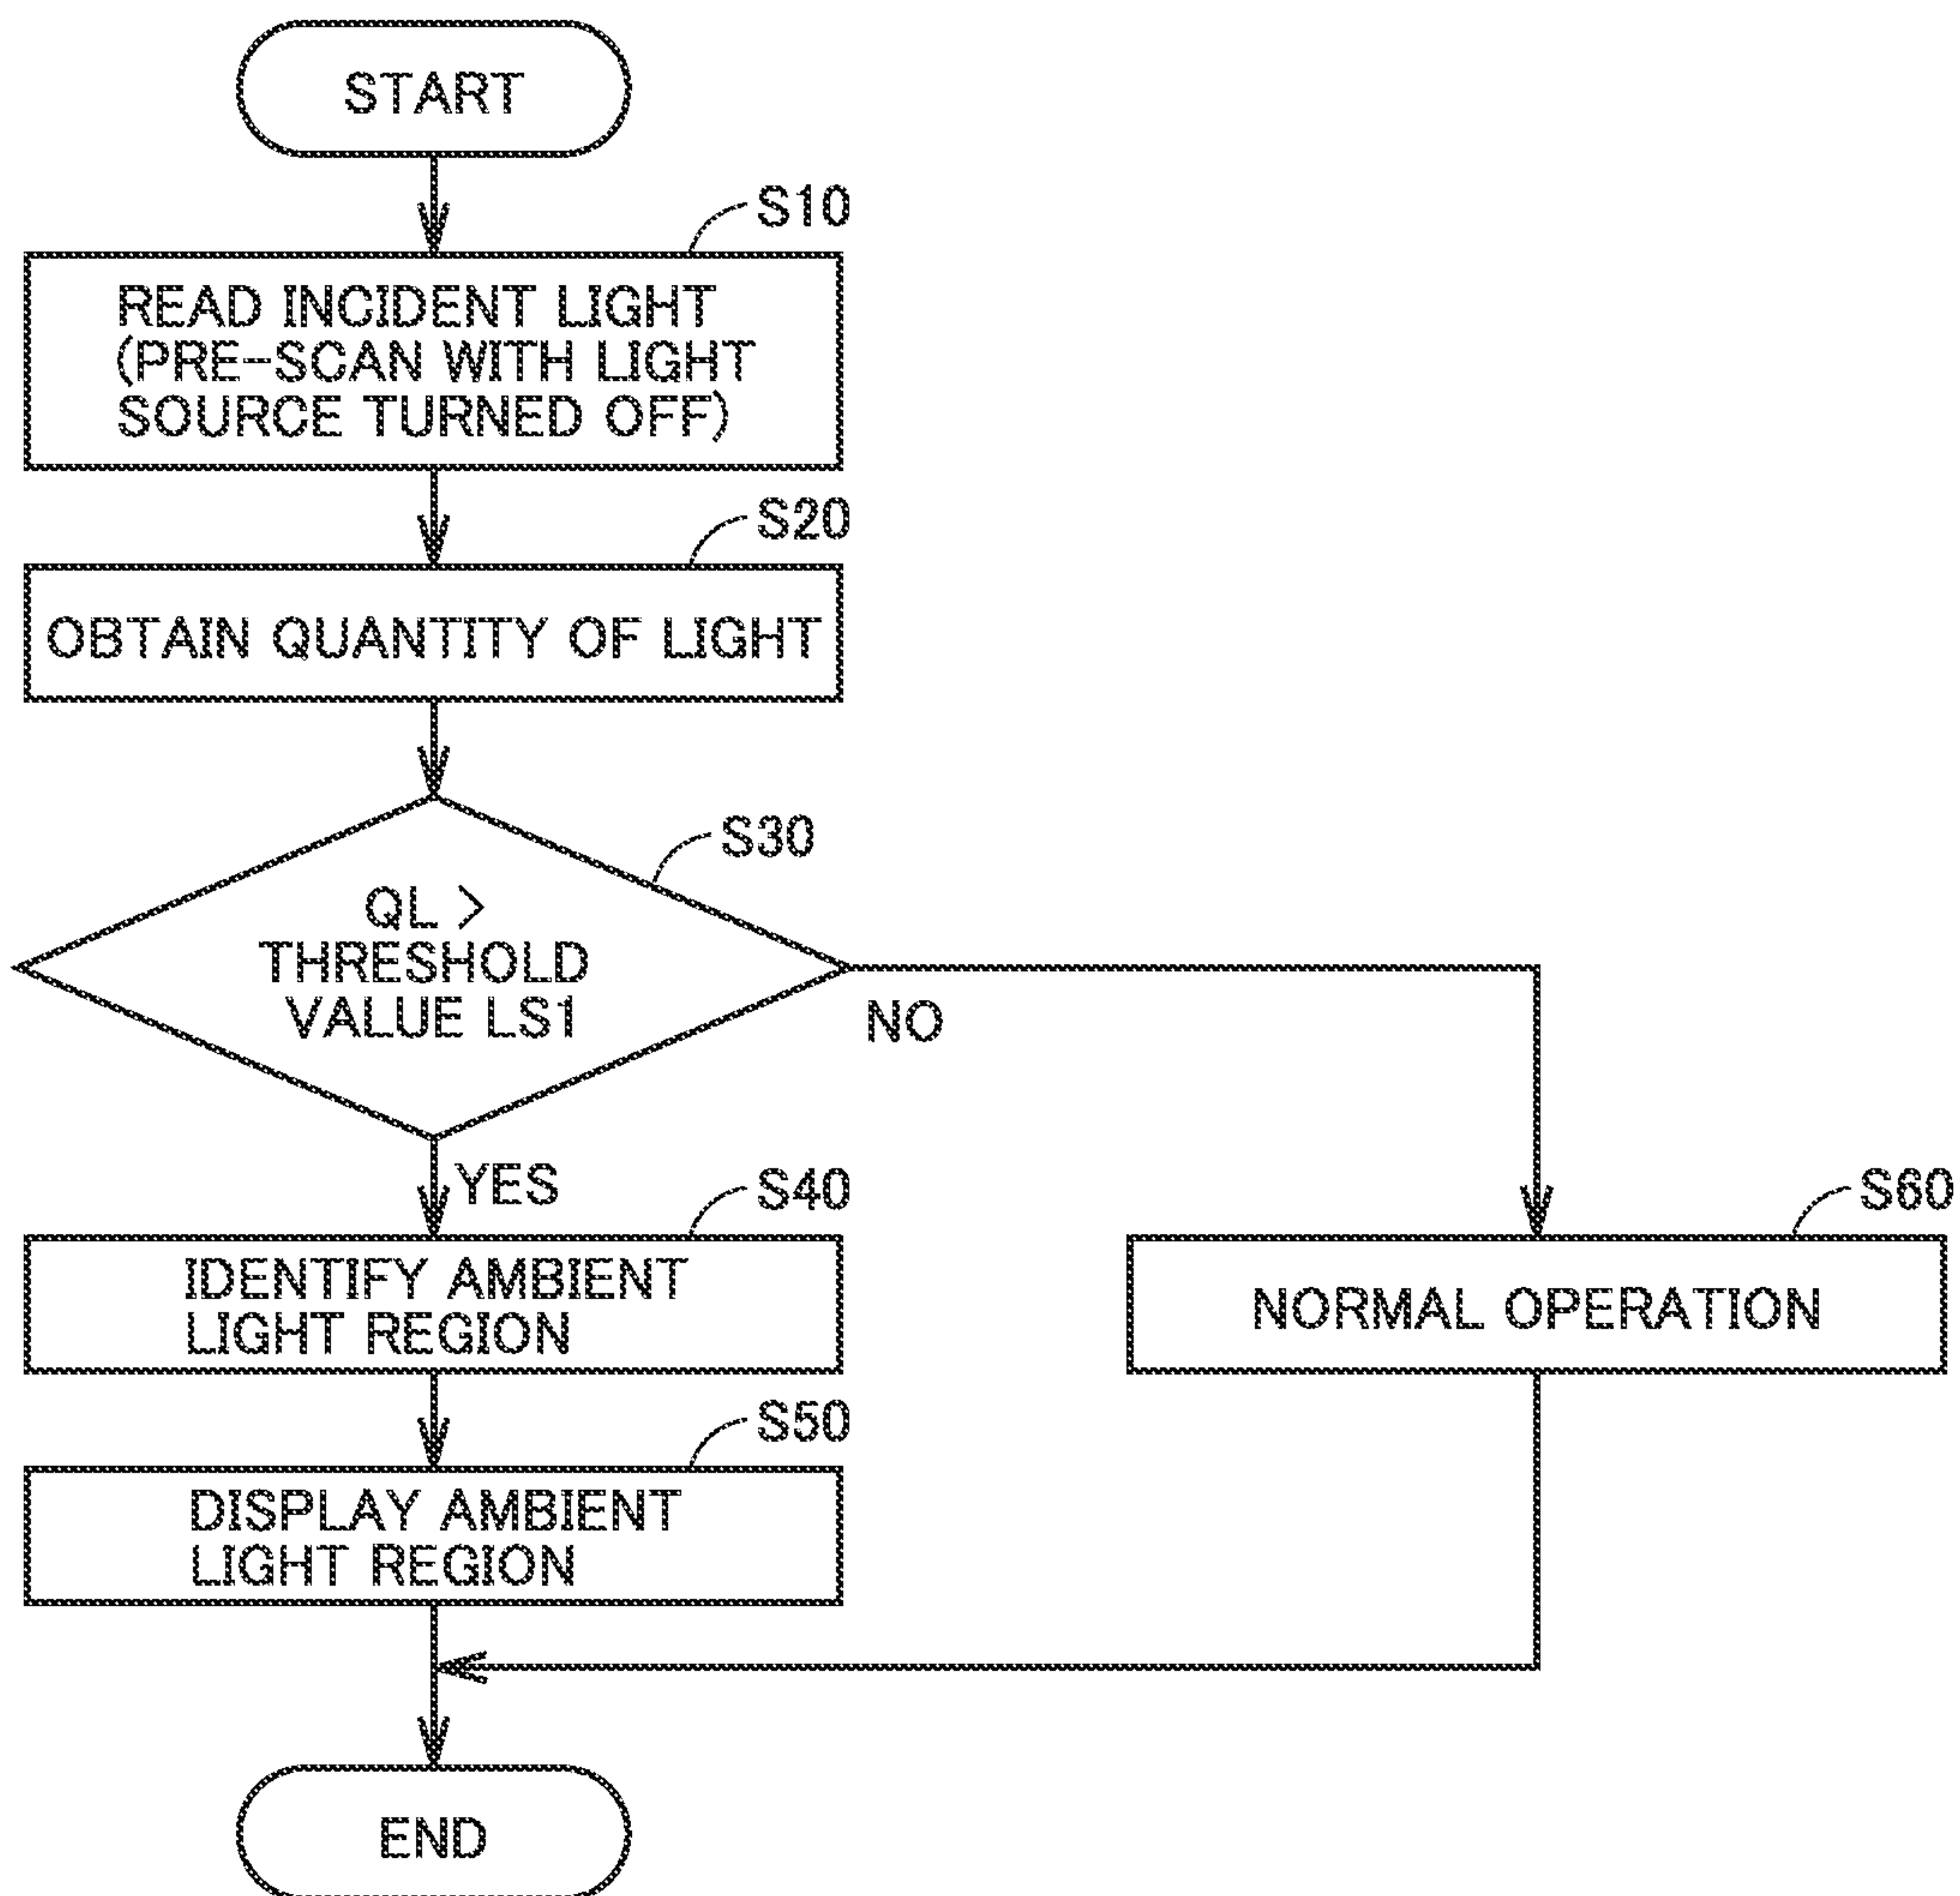 START
S10
READ INCIDENT LIGHT
(PRE-SCAN WITH LIGHT
SOURCE TURNED OFF)
S20
OBTAIN QUANTITY OF LIGHT
S30
QL >
THRESHOLD
VALUE LS1
NO
YES
S40
IDENTIFY AMBIENT
LIGHT REGION
S60
NORMAL OPERATION
S50
DISPLAY AMBIENT
LIGHT REGION
END